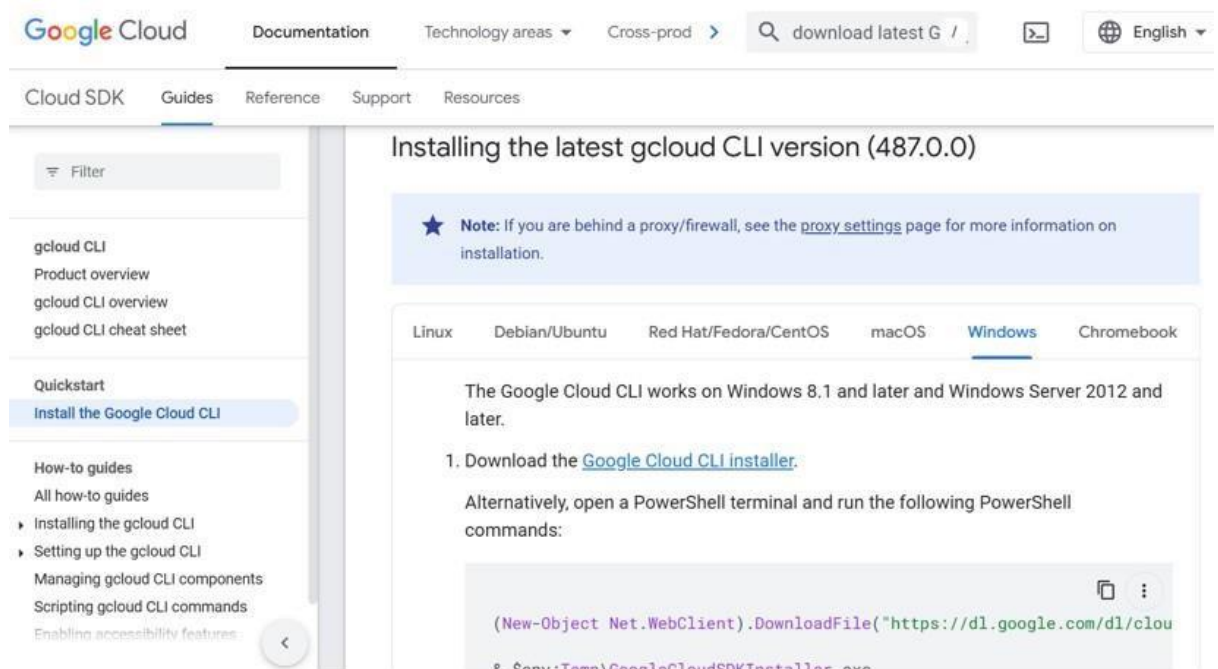 Google Cloud
Documentation
Technology areas
Cross-prod
download latest G /
English
Cloud SDK
Guides
Reference
Support
Resources
Filter
gcloud CLI
Product overview
gcloud CLI overview
gcloud CLI cheat sheet
Quickstart
Install the Google Cloud CLI
How-to guides
All how-to guides
Installing the gcloud CLI
Setting up the gcloud CLI
Managing gcloud CLI components
Scripting gcloud CLI commands
Enabling accessibility features
Installing the latest gcloud CLI version (487.0.0)
Note: If you are behind a proxy/firewall, see the proxy settings page for more information on
installation.
Linux
Debian/Ubuntu
Red Hat/Fedora/CentOS
macOS
Windows
Chromebook
The Google Cloud CLI works on Windows 8.1 and later and Windows Server 2012 and
later.
1. Download the Google Cloud CLI installer.
Alternatively, open a PowerShell terminal and run the following PowerShell
commands:
(New-Object Net.WebClient).DownloadFile("https://dl.google.com/dl/clou
& $env:Temp\GoogleCloudSDKInstaller.exe